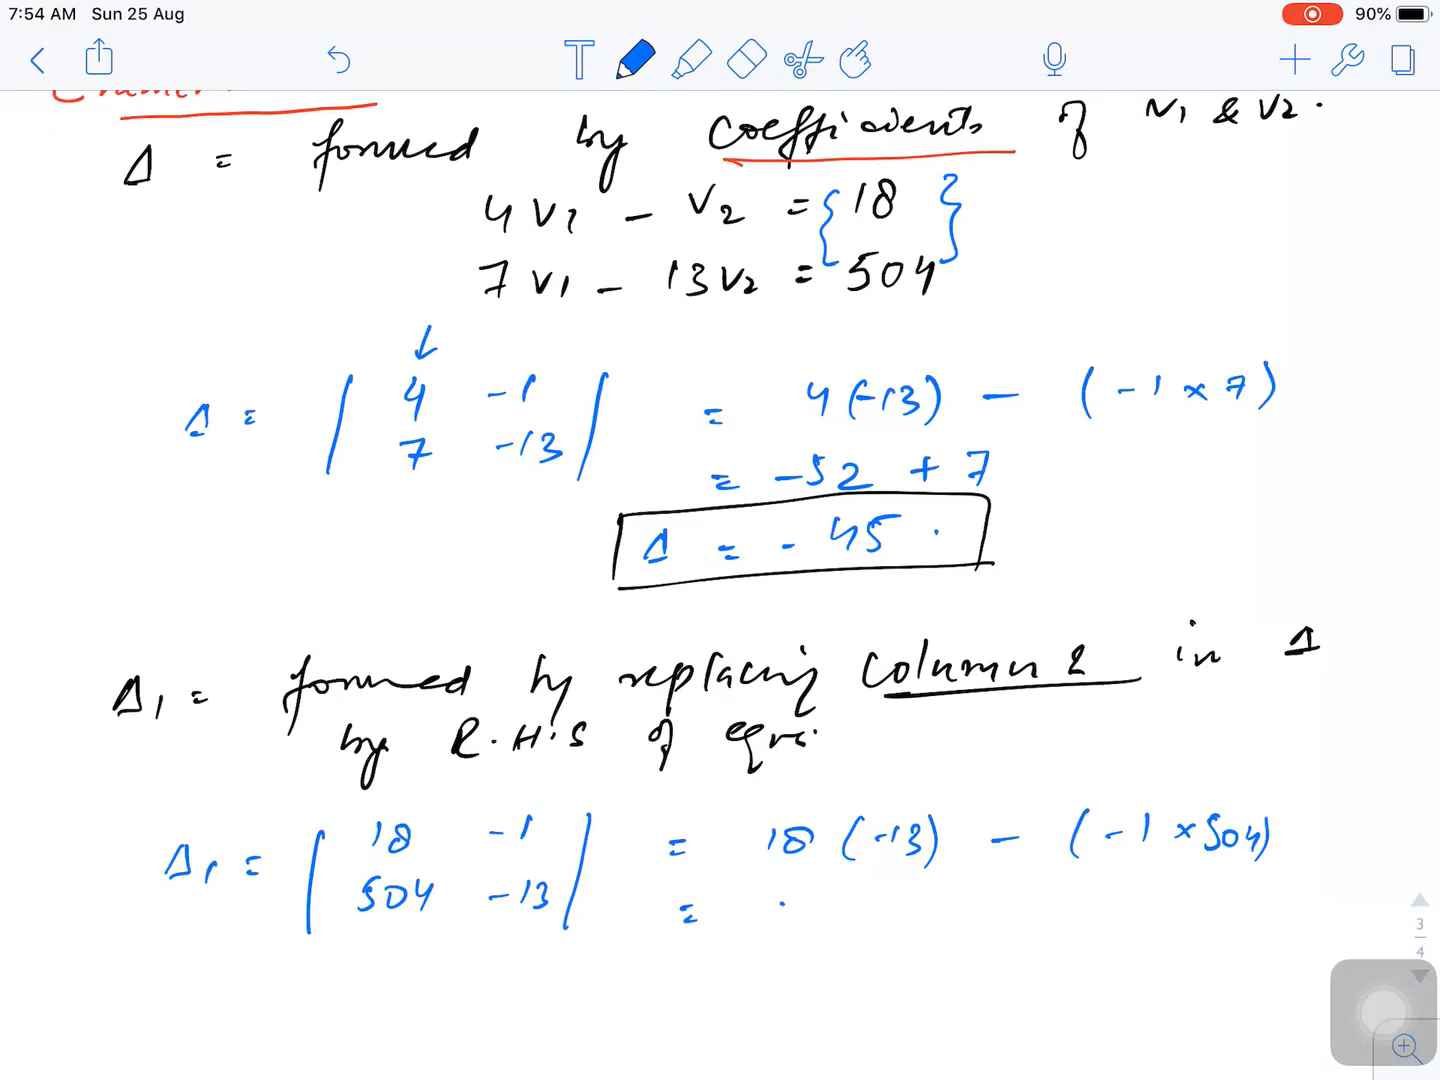 7:54 AM Sun 25 Aug 90%
Δ = formed by coefficients of V1 & V2.
4V1 - V2 = { 18 }
7V1 - 13V2 = 504
Δ = | 4 -1 | = 4(-13) - (-1×7)
7 -13
= -52 + 7
Δ = -45.
Δ1 = formed by replacing column 1 in Δ
by R.H.S of eqns.
Δ1 = | 18 -1 | = 18(-13) - (-1×504)
504 -13 =
3
4